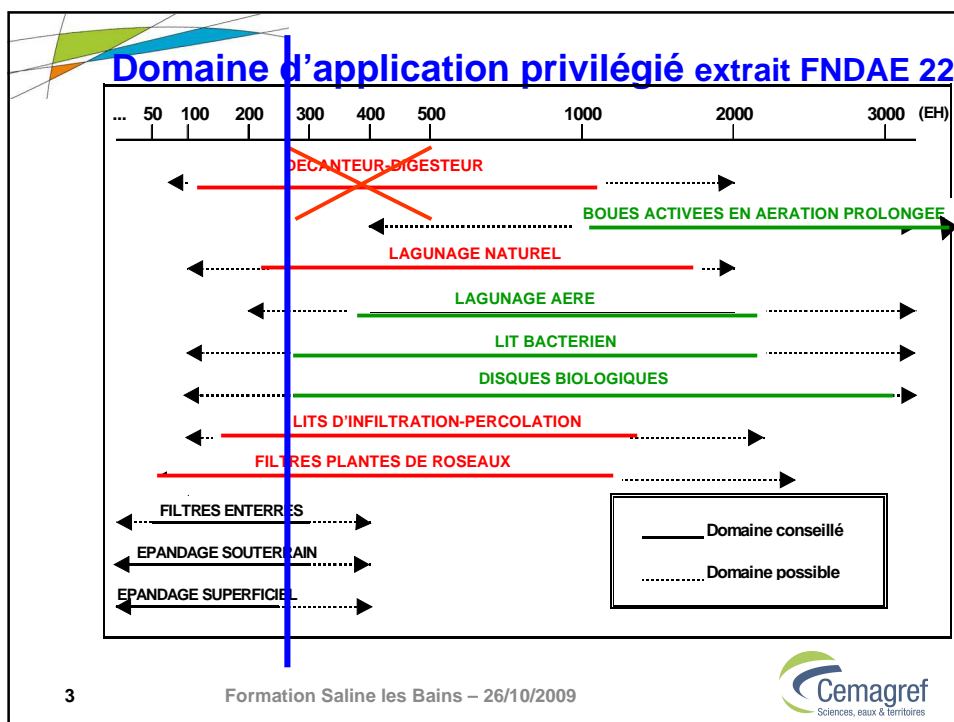 Domaine d'application privilégié extrait FNDAE 22
... 50 100 200 300 400 500 1000 2000 3000 (EH)
DECANTEUR-DIGESTEUR
BOUES ACTIVEES EN AERATION PROLONGEE
LAGUNAGE NATUREL
LAGUNAGE AERE
LIT BACTERIEN
DISQUES BIOLOGIQUES
LITS D'INFILTRATION-PERCOLATION
FILTRES PLANTES DE ROSEAUX
FILTRES ENTERRES
EPANDAGE SOUTERRAIN
EPANDAGE SUPERFICIEL
Domaine conseillé
Domaine possible
3 Formation Saline les Bains – 26/10/2009
Cemagref
Sciences, eaux & territoires